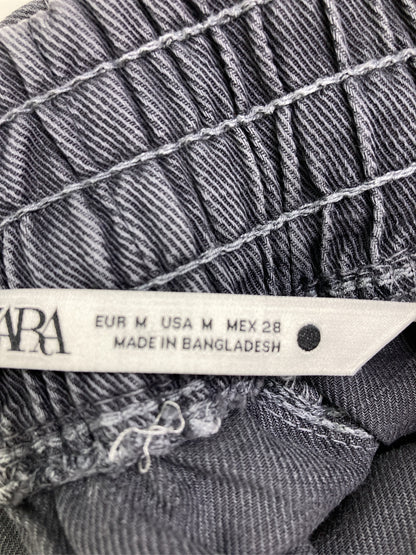 ZARA
EUR M USA M MEX 28
MADE IN BANGLADESH